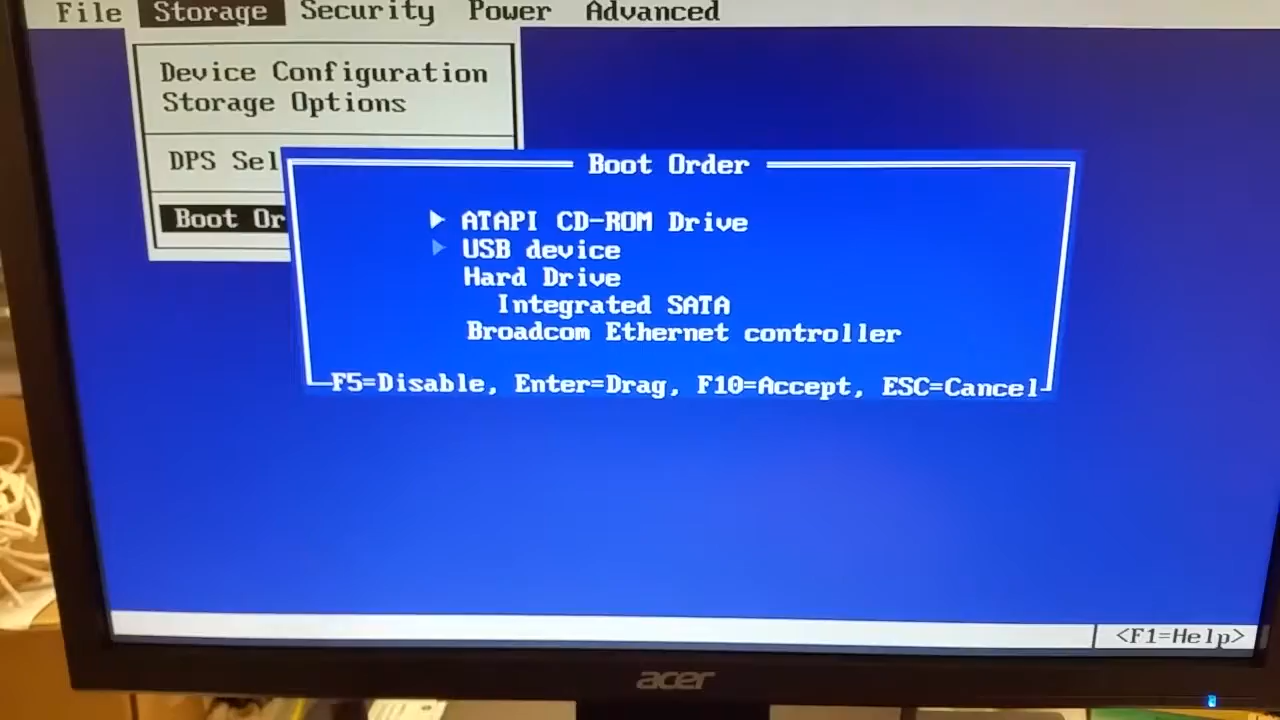 File Storage Security Power Advanced
Device Configuration
Storage Options
DPS Sel
Boot Or
Boot Order
ATAPI CD-ROM Drive
USB device
Hard Drive
Integrated SATA
Broadcom Ethernet controller
F5=Disable, Enter=Drag, F10=Accept, ESC=Cancel
<F1=Help>
acer